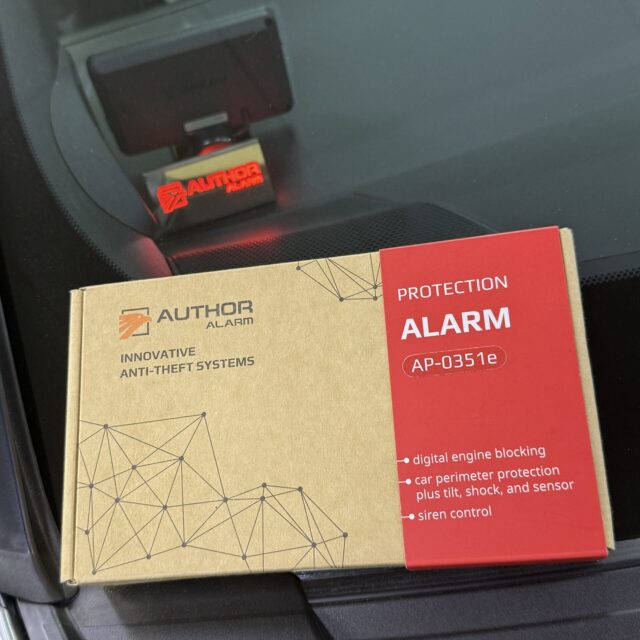 AUTHOR
ALARM
AUTHOR
ALARM
INNOVATIVE
ANTI-THEFT SYSTEMS
PROTECTION
ALARM
AP-0351e
digital engine blocking
car perimeter protection
plus tilt, shock, and sensor
siren control